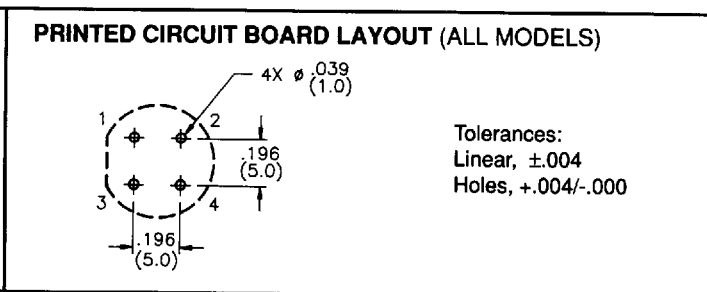 PRINTED CIRCUIT BOARD LAYOUT (ALL MODELS)
4X ø .039
(1.0)
1
2
.196
(5.0)
3
4
.196
(5.0)
Tolerances:
Linear, ±.004
Holes, +.004/-.000